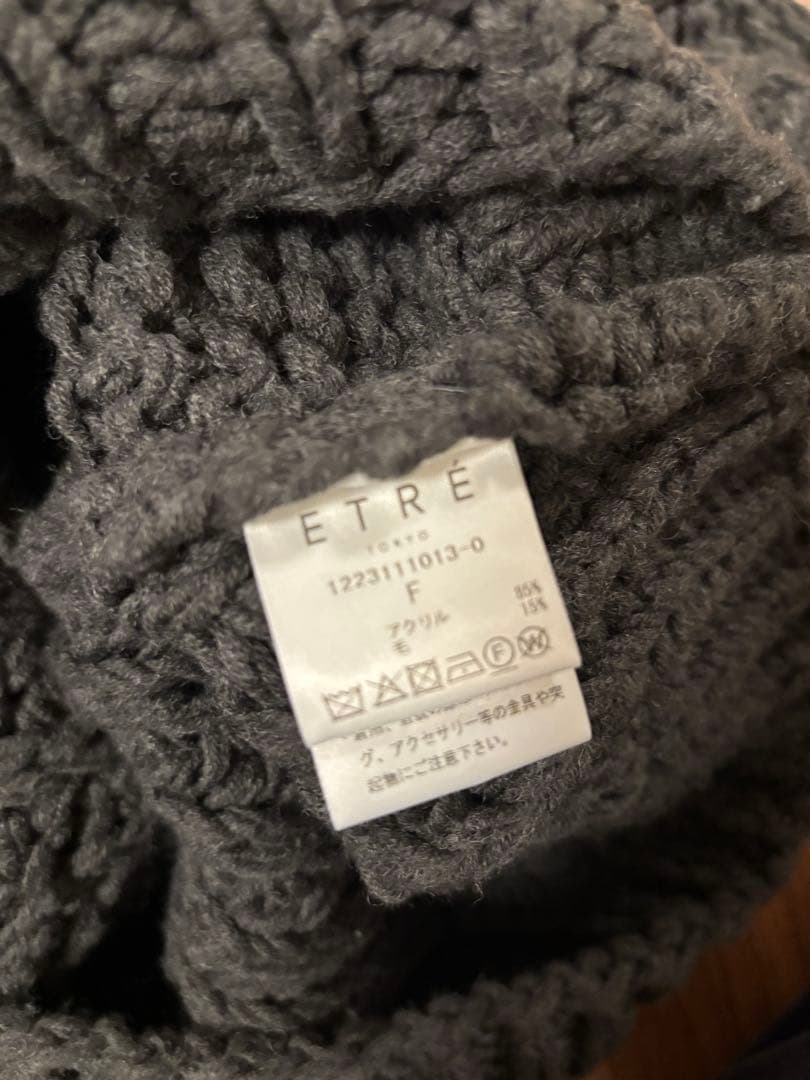 ETRÉ
TOKYO
1223111013-0
F
アクリル 85%
毛 15%
F W
グ、アクセサリー等の金具や突
起物にご注意下さい。